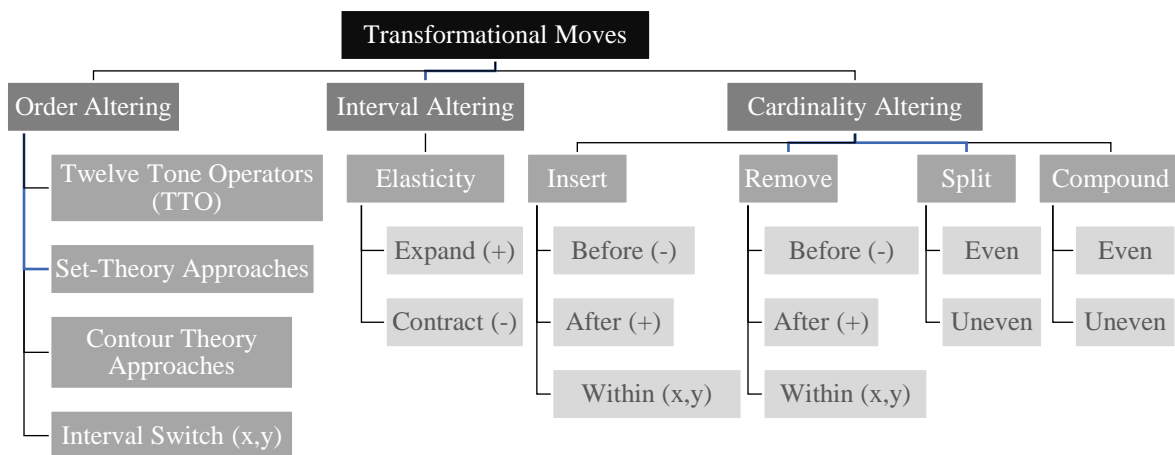 Transformational Moves
Order Altering
Interval Altering
Cardinality Altering
Twelve Tone Operators
(TTO)
Set-Theory Approaches
Contour Theory
Approaches
Interval Switch (x,y)
Elasticity
Expand (+)
Contract (-)
Insert
Before (-)
After (+)
Within (x,y)
Remove
Before (-)
After (+)
Within (x,y)
Split
Even
Uneven
Compound
Even
Uneven